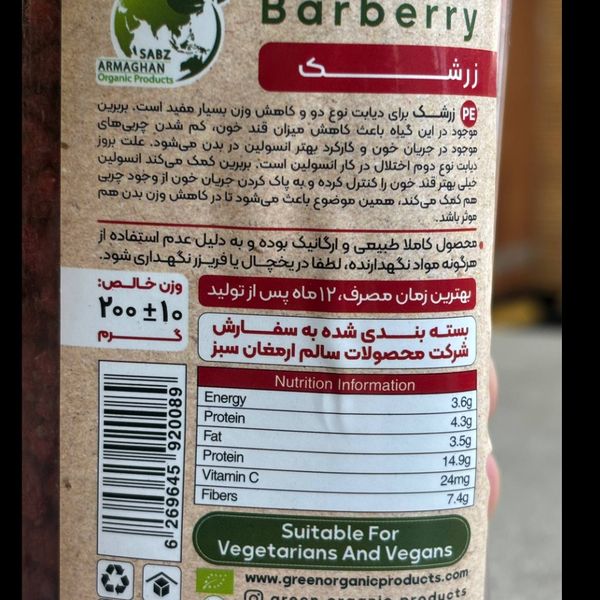 Barberry
SABZ
ARMAGHAN
Organic Products
زرشک
PE زرشک برای دیابت نوع دو و کاهش وزن بسیار مفید است. بربرین
موجود در این گیاه باعث کاهش میزان قند خون، کم شدن چربی‌های
موجود در جریان خون و کارکرد بهتر انسولین در بدن می‌شود. علت بروز
دیابت نوع دوم اختلال در کار انسولین است. بربرین کمک می‌کند انسولین
خیلی بهتر قند خون را کنترل کرده و به پاک کردن جریان خون از وجود چربی
هم کمک می‌کند، همین موضوع باعث می‌شود تا در کاهش وزن بدن هم
موثر باشد.
محصول کاملا طبیعی و ارگانیک بوده و به دلیل عدم استفاده از
هرگونه مواد نگهدارنده، لطفا در یخچال یا فریزر نگهداری شود.
بهترین زمان مصرف، ۱۲ ماه پس از تولید
وزن خالص:
۲۰۰±۱۰
گرم
بسته بندی شده به سفارش
شرکت محصولات سالم ارمغان سبز
Nutrition Information
Energy 3.6g
Protein 4.3g
Fat 3.5g
Protein 14.9g
Vitamin C 24mg
Fibers 7.4g
6 269645 920089
Suitable For
Vegetarians And Vegans
www.greenorganicproducts.com
green organic products